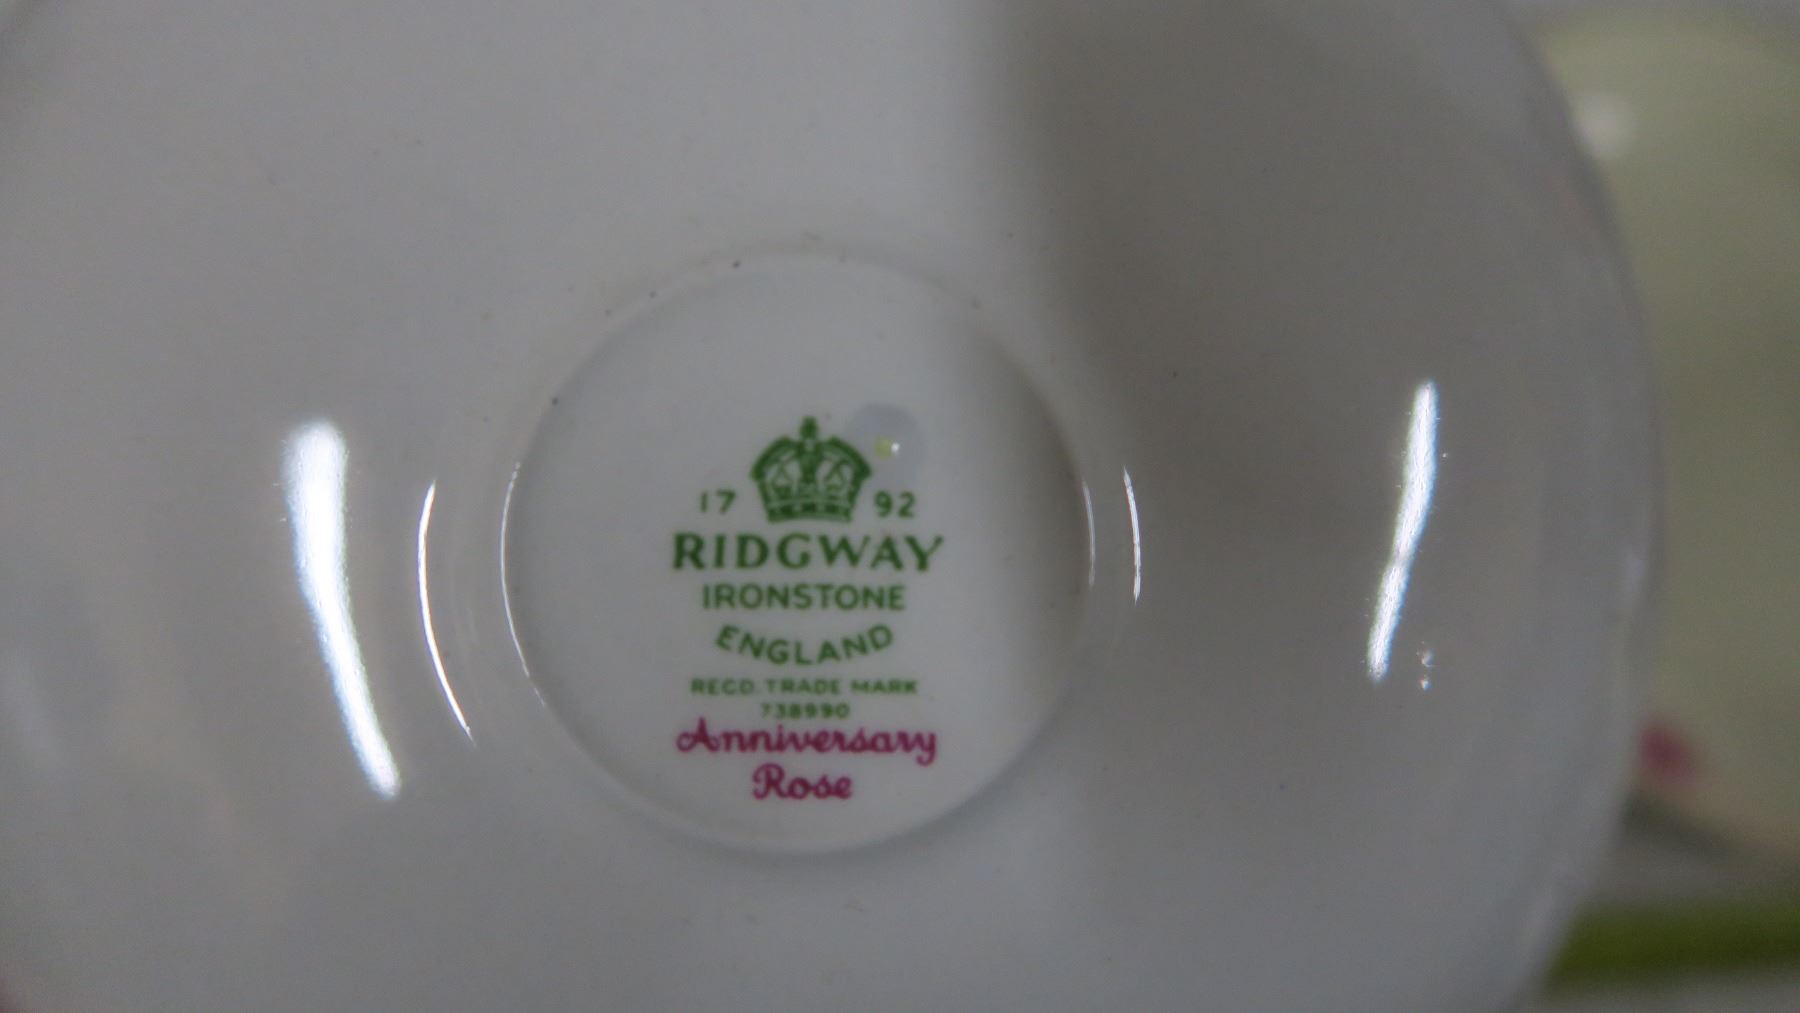 17 92
RIDGWAY
IRONSTONE
ENGLAND
REGD. TRADE MARK
738990
Anniversary
Rose